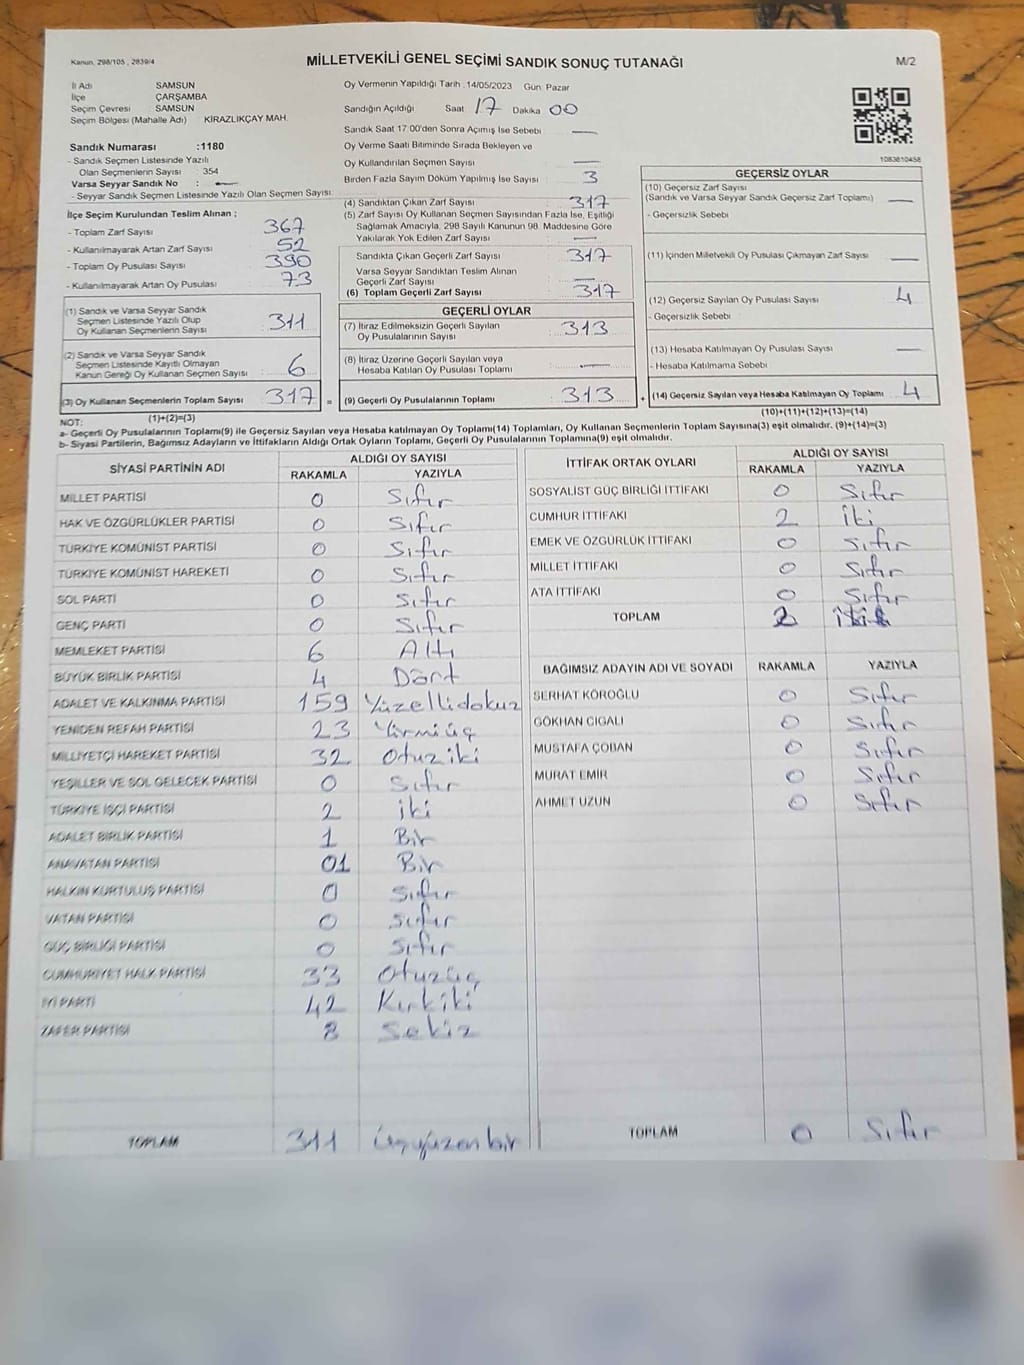 Kanun, 298/105 , 2839/4
MİLLETVEKİLİ GENEL SEÇİMİ SANDIK SONUÇ TUTANAĞI
M/2
İl Adı SAMSUN
İlçe ÇARŞAMBA
Seçim Çevresi SAMSUN
Seçim Bölgesi (Mahalle Adı) : KİRAZLIKÇAY MAH.
Sandık Numarası :1180
- Sandık Seçmen Listesinde Yazılı
Olan Seçmenlerin Sayısı : 354
Varsa Seyyar Sandık No : —
- Seyyar Sandık Seçmen Listesinde Yazılı Olan Seçmen Sayısı:
İlçe Seçim Kurulundan Teslim Alınan ;
- Toplam Zarf Sayısı : 367
- Kullanılmayarak Artan Zarf Sayısı : 52
- Toplam Oy Pusulası Sayısı : 390
- Kullanılmayarak Artan Oy Pusulası : 73
(1) Sandık ve Varsa Seyyar Sandık
Seçmen Listesinde Yazılı Olup
Oy Kullanan Seçmenlerin Sayısı : 311
(2) Sandık ve Varsa Seyyar Sandık
Seçmen Listesinde Kayıtlı Olmayan
Kanun Gereği Oy Kullanan Seçmen Sayısı : 6
(3) Oy Kullanan Seçmenlerin Toplam Sayısı : 317 =
(1)+(2)=(3)
Oy Vermenin Yapıldığı Tarih : 14/05/2023 Gün: Pazar
Sandığın Açıldığı Saat 17 Dakika 00
Sandık Saat 17:00'den Sonra Açılmış İse Sebebi —
Oy Verme Saati Bitiminde Sırada Bekleyen ve
Oy Kullandırılan Seçmen Sayısı —
Birden Fazla Sayım Döküm Yapılmış İse Sayısı : 3
(4) Sandıktan Çıkan Zarf Sayısı : 317
(5) Zarf Sayısı Oy Kullanan Seçmen Sayısından Fazla İse, Eşitliği
Sağlamak Amacıyla, 298 Sayılı Kanunun 98. Maddesine Göre
Yakılarak Yok Edilen Zarf Sayısı : —
Sandıkta Çıkan Geçerli Zarf Sayısı : 317
Varsa Seyyar Sandıktan Teslim Alınan
Geçerli Zarf Sayısı : —
(6) Toplam Geçerli Zarf Sayısı : 317
GEÇERLİ OYLAR
(7) İtiraz Edilmeksizin Geçerli Sayılan
Oy Pusulalarının Sayısı : 313
(8) İtiraz Üzerine Geçerli Sayılan veya
Hesaba Katılan Oy Pusulası Toplamı : —
(9) Geçerli Oy Pusulalarının Toplamı : 313 +
1083610458
GEÇERSİZ OYLAR
(10) Geçersiz Zarf Sayısı
(Sandık ve Varsa Seyyar Sandık Geçersiz Zarf Toplamı) : —
- Geçersizlik Sebebi
(11) İçinden Milletvekili Oy Pusulası Çıkmayan Zarf Sayısı : —
(12) Geçersiz Sayılan Oy Pusulası Sayısı : 4
- Geçersizlik Sebebi
(13) Hesaba Katılmayan Oy Pusulası Sayısı : —
- Hesaba Katılmama Sebebi
(14) Geçersiz Sayılan veya Hesaba Katılmayan Oy Toplamı : 4
(10)+(11)+(12)+(13)=(14)
NOT:
a- Geçerli Oy Pusulalarının Toplamı(9) ile Geçersiz Sayılan veya Hesaba katılmayan Oy Toplamı(14) Toplamları, Oy Kullanan Seçmenlerin Toplam Sayısına(3) eşit olmalıdır. (9)+(14)=(3)
b- Siyasi Partilerin, Bağımsız Adayların ve İttifakların Aldığı Ortak Oyların Toplamı, Geçerli Oy Pusulalarının Toplamına(9) eşit olmalıdır.
SİYASİ PARTİNİN ADI ALDIĞI OY SAYISI
RAKAMLA YAZIYLA
MİLLET PARTİSİ 0 Sıfır
HAK VE ÖZGÜRLÜKLER PARTİSİ 0 Sıfır
TÜRKİYE KOMÜNİST PARTİSİ 0 Sıfır
TÜRKİYE KOMÜNİST HAREKETİ 0 Sıfır
SOL PARTİ 0 Sıfır
GENÇ PARTİ 0 Sıfır
MEMLEKET PARTİSİ 6 Altı
BÜYÜK BİRLİK PARTİSİ 4 Dört
ADALET VE KALKINMA PARTİSİ 159 Yüzellidokuz
YENİDEN REFAH PARTİSİ 23 Yirmiüç
MİLLİYETÇİ HAREKET PARTİSİ 32 Otuziki
YEŞİLLER VE SOL GELECEK PARTİSİ 0 Sıfır
TÜRKİYE İŞÇİ PARTİSİ 2 iki
ADALET BİRLİK PARTİSİ 1 Bir
ANAVATAN PARTİSİ 01 Bir
HALKIN KURTULUŞ PARTİSİ 0 Sıfır
VATAN PARTİSİ 0 Sıfır
GÜÇ BİRLİĞİ PARTİSİ 0 Sıfır
CUMHURİYET HALK PARTİSİ 33 Otuzüç
İYİ PARTİ 42 Kırkiki
ZAFER PARTİSİ 8 Sekiz
TOPLAM 311 Üçyüzonbir
İTTİFAK ORTAK OYLARI ALDIĞI OY SAYISI
RAKAMLA YAZIYLA
SOSYALİST GÜÇ BİRLİĞİ İTTİFAKI 0 Sıfır
CUMHUR İTTİFAKI 2 İki
EMEK VE ÖZGÜRLÜK İTTİFAKI 0 Sıfır
MİLLET İTTİFAKI 0 Sıfır
ATA İTTİFAKI 0 Sıfır
TOPLAM 2 iki
BAĞIMSIZ ADAYIN ADI VE SOYADI RAKAMLA YAZIYLA
SERHAT KÖROĞLU 0 Sıfır
GÖKHAN CIGALI 0 Sıfır
MUSTAFA ÇOBAN 0 Sıfır
MURAT EMİR 0 Sıfır
AHMET UZUN 0 Sıfır
TOPLAM 0 Sıfır